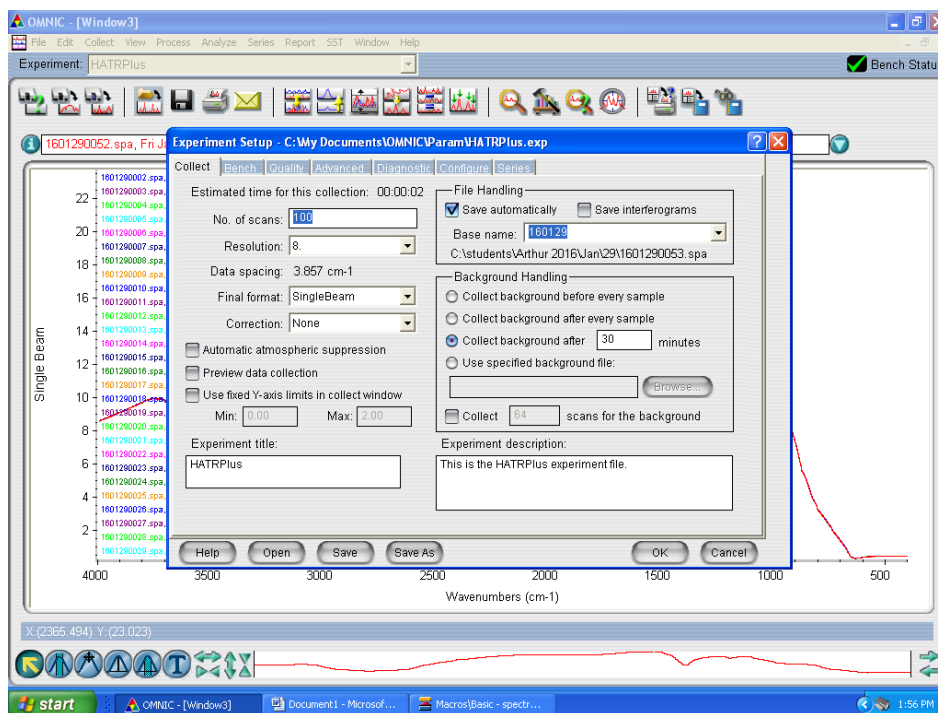 OMNIC - [Window3]
File Edit Collect View Process Analyze Series Report SST Window Help
Experiment: HATRPlus
Bench Statu
1601290052.spa, Fri Ja
Experiment Setup - C:\My Documents\OMNIC\Param\HATRPlus.exp
Collect Bench Quality Advanced Diagnostic Configure Series
Estimated time for this collection: 00:00:02
No. of scans: 100
Resolution: 8.
Data spacing: 3.857 cm-1
Final format: SingleBeam
Correction: None
Automatic atmospheric suppression
Preview data collection
Use fixed Y-axis limits in collect window
Min: 0.00 Max: 2.00
Experiment title:
HATRPlus
File Handling
Save automatically Save interferograms
Base name: 160129
C:\students\Arthur 2016\Jan\29\1601290053.spa
Background Handling
Collect background before every sample
Collect background after every sample
Collect background after 30 minutes
Use specified background file:
Browse...
Collect 64 scans for the background
Experiment description:
This is the HATRPlus experiment file.
Help Open Save Save As OK Cancel
1601290002.spa,
1601290003.spa,
1601290004.spa,
1601290005.spa,
1601290006.spa,
1601290007.spa,
1601290008.spa,
1601290009.spa,
1601290010.spa,
1601290011.spa,
1601290012.spa,
1601290013.spa,
1601290014.spa,
1601290015.spa,
1601290016.spa,
1601290017.spa,
1601290018.spa,
1601290019.spa,
1601290020.spa,
1601290021.spa,
1601290022.spa,
1601290023.spa,
1601290024.spa,
1601290025.spa,
1601290026.spa,
1601290027.spa,
1601290028.spa,
1601290029.spa,
22
20
18
16
14
12
10
8
6
4
2
Single Beam
4000 3500 3000 2500 2000 1500 1000 500
Wavenumbers (cm-1)
X:(2365.494) Y:(23.023)
T
start OMNIC - [Window3] Document1 - Microsof... Macros\Basic - spectr... 1:56 PM